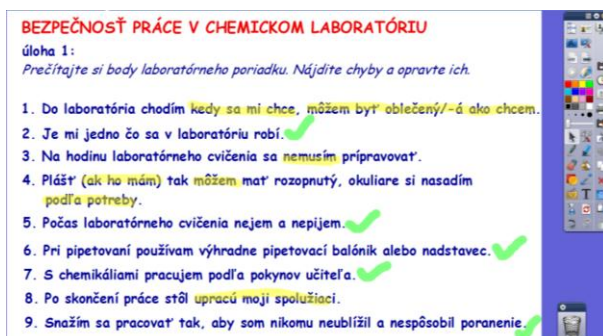 BEZPEČNOSŤ PRÁCE V CHEMICKOM LABORATÓRIU
úloha 1:
Prečítajte si body laboratórneho poriadku. Nájdite chyby a opravte ich.
1. Do laboratória chodím kedy sa mi chce, môžem byť oblečený/-á ako chcem.
2. Je mi jedno čo sa v laboratóriu robí.
3. Na hodinu laboratórneho cvičenia sa nemusím prípravovať.
4. Plášť (ak ho mám) tak môžem mať rozopnutý, okuliare si nasadím
podľa potreby.
5. Počas laboratórneho cvičenia nejem a nepijem.
6. Pri pipetovaní používam výhradne pipetovací balónik alebo nadstavec.
7. S chemikáliami pracujem podľa pokynov učiteľa.
8. Po skončení práce stôl upracú moji spolužiaci.
9. Snažím sa pracovať tak, aby som nikomu neublížil a nespôsobil poranenie.